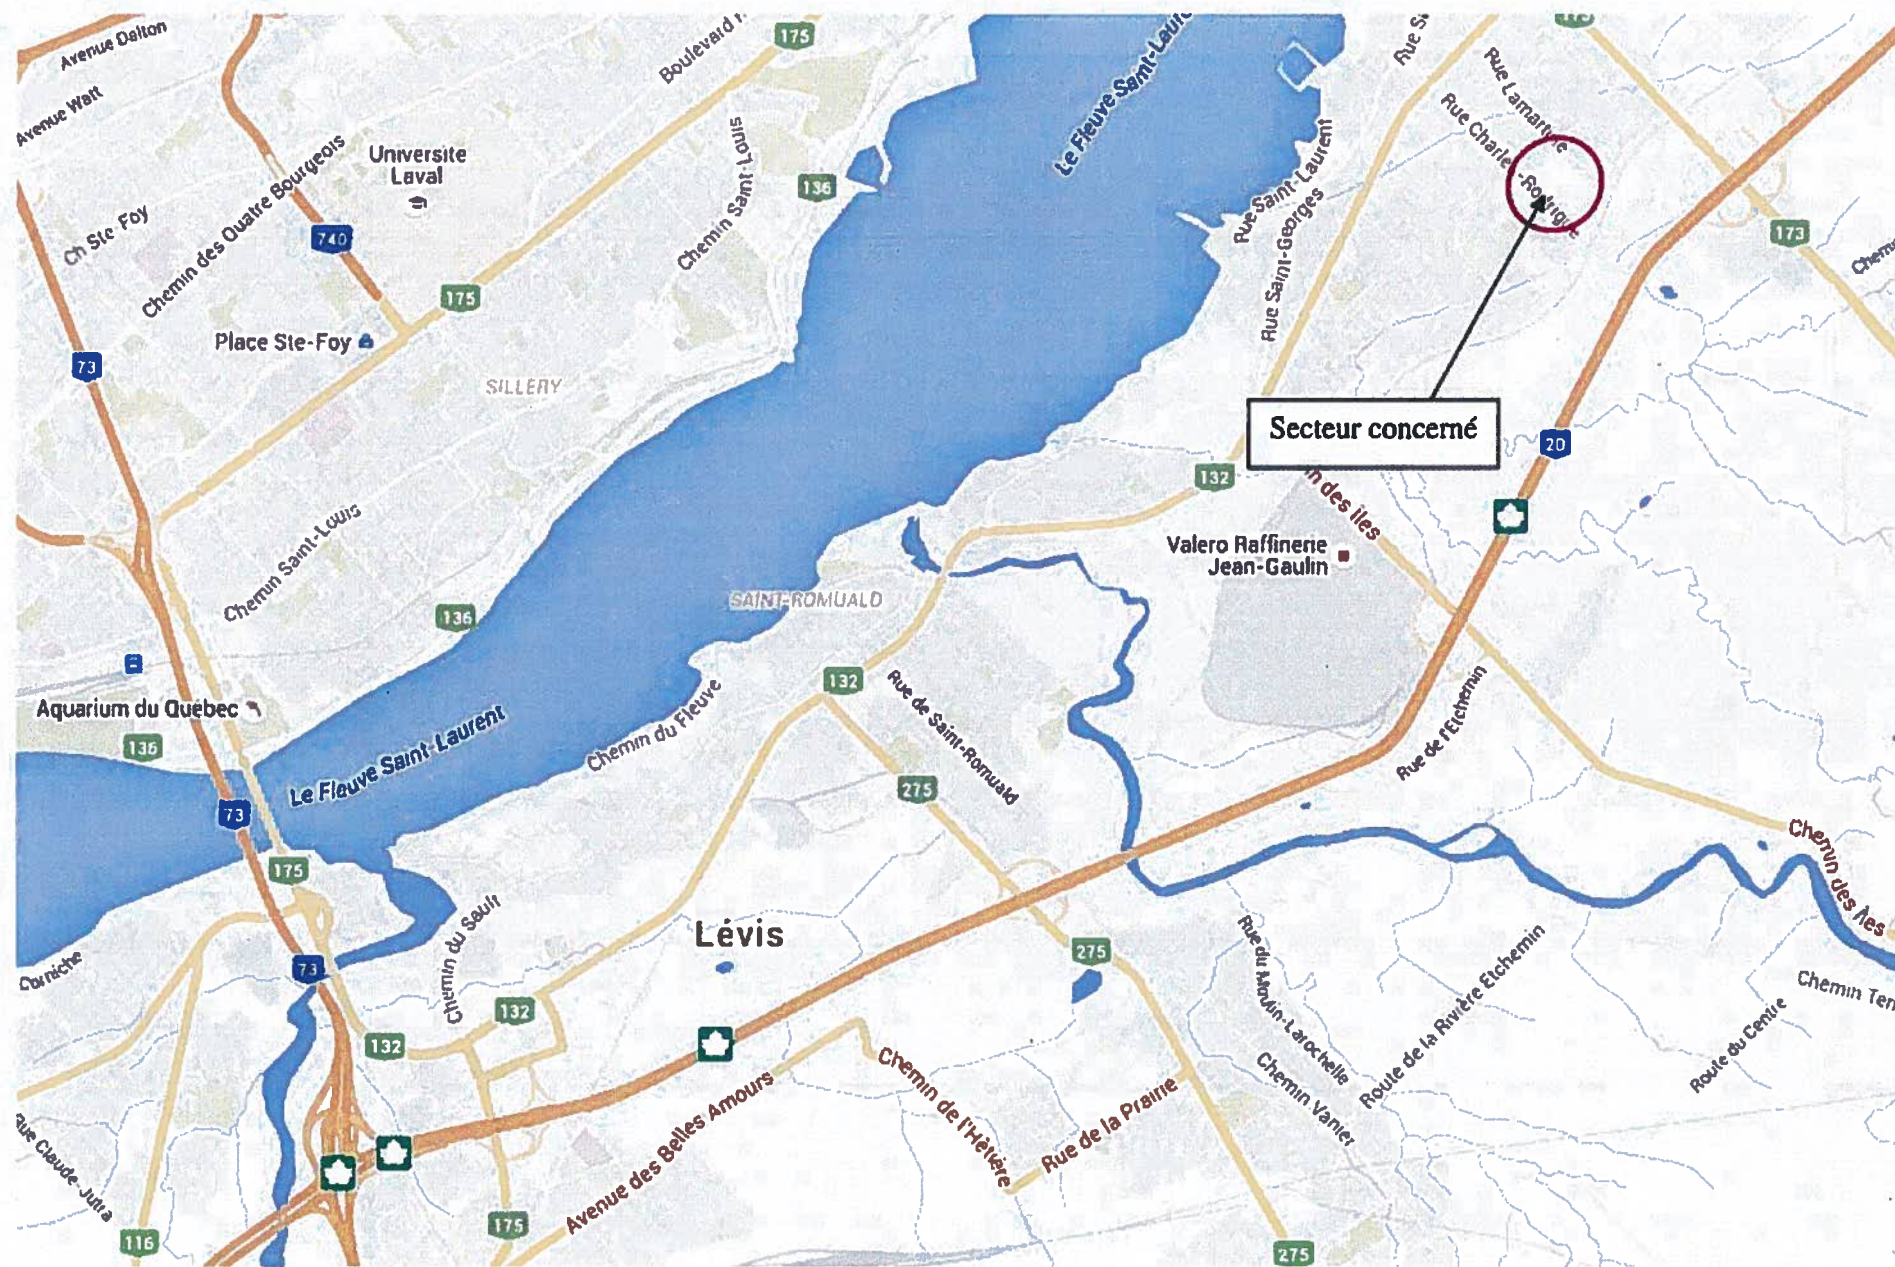 Avenue Dalton
Avenue Watt
Boulevard
175
Université
Laval
Chemin Saint-Louis
136
Le Fleuve Saint-Laure
Rue S
Rue Lamartine
Rue Charle
Ch Ste-Foy
Chemin des Quatre Bourgeois
740
175
Place Ste-Foy
73
SILLERY
Rue Saint-Laurent
Rue Saint-Georges
173
Chem
Secteur concerné
20
132
n des Iles
Valero Raffinerie
Jean-Gaulin
Chemin Saint-Louis
136
SAINT-ROMUALD
Aquarium du Québec
136
Le Fleuve Saint-Laurent
Chemin du Fleuve
132
Rue de Saint-Romuald
275
Rue de l'Etchemin
73
175
Chemin des Îles
Corniche
Chemin du Sault
Lévis
73
132
132
275
Rue du Moulin-Larochelle
Chemin Vanier
Route de la Rivière Etchemin
Chemin Ten
Route du Centre
Chemin de l'Hêtrière
Rue de la Prairie
Avenue des Belles Amours
Rue Claude-Jutra
116
175
275